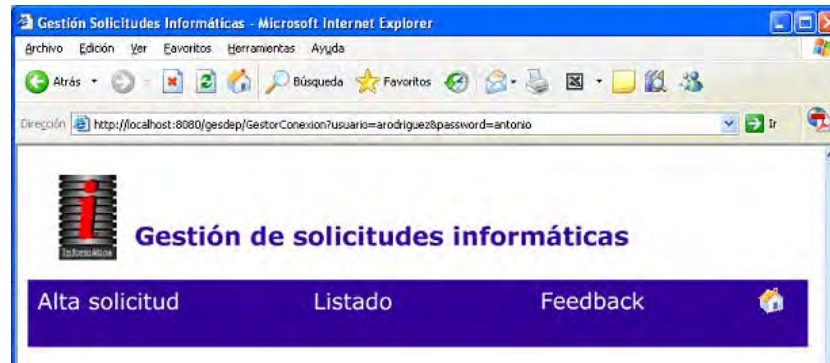 Gestión Solicitudes Informáticas - Microsoft Internet Explorer
Archivo Edición Ver Favoritos Herramientas Ayuda
Atrás Búsqueda Favoritos
Dirección http://localhost:8080/gesdep/GestorConexion?usuario=arodriguez&password=antonio Ir
i
Informática
Gestión de solicitudes informáticas
Alta solicitud Listado Feedback